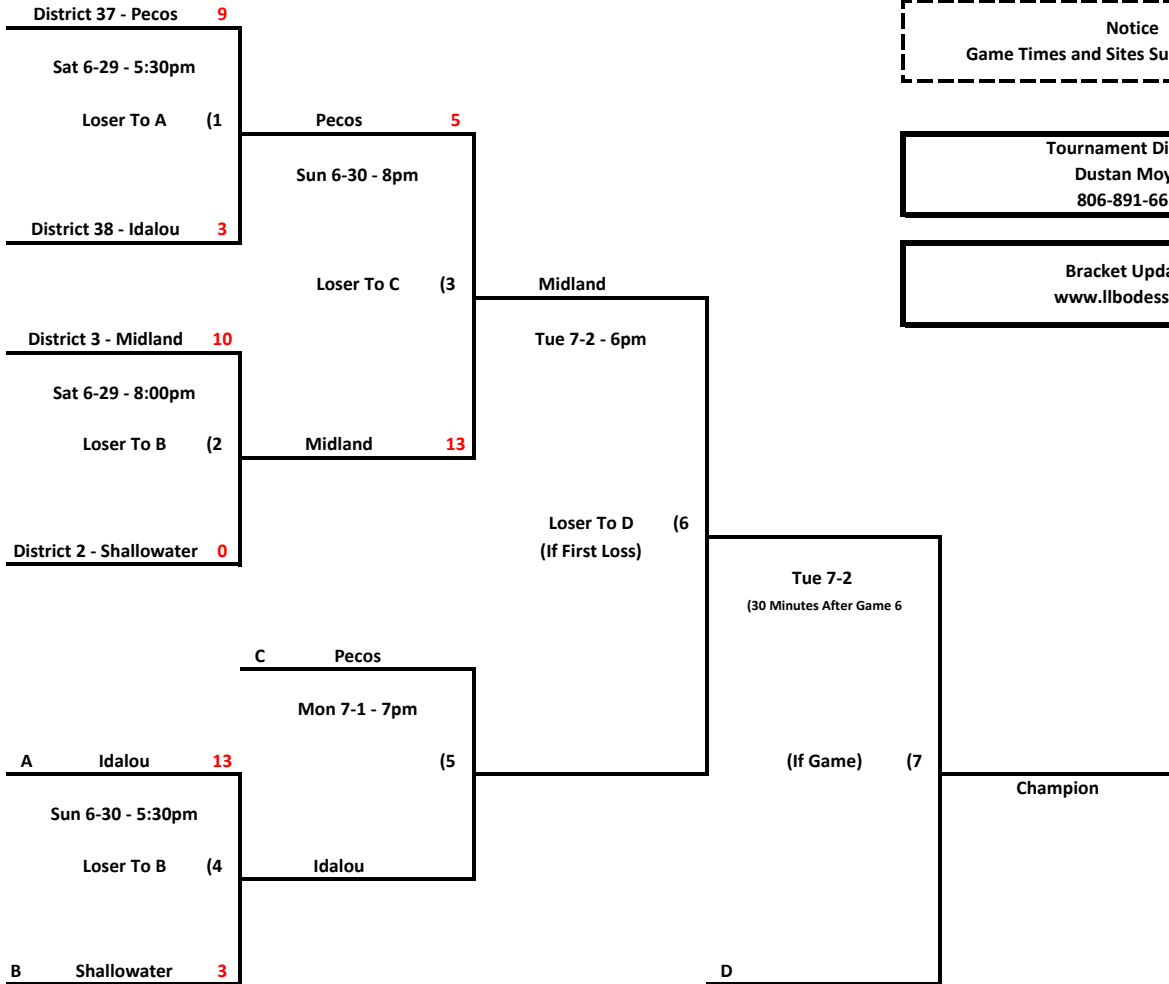 District 37 - Pecos 9
Notice
Game Times and Sites Su
Sat 6-29 - 5:30pm
Loser To A (1
Pecos 5
Tournament Di
Dustan Moy
806-891-66
Sun 6-30 - 8pm
District 38 - Idalou 3
Bracket Upda
www.llbodess
Loser To C (3
Midland
District 3 - Midland 10
Tue 7-2 - 6pm
Sat 6-29 - 8:00pm
Loser To B (2
Midland 13
Loser To D (6
(If First Loss)
District 2 - Shallowater 0
Tue 7-2
(30 Minutes After Game 6
C Pecos
Mon 7-1 - 7pm
A Idalou 13
(5
(If Game) (7
Champion
Sun 6-30 - 5:30pm
Loser To B (4
Idalou
B Shallowater 3
D